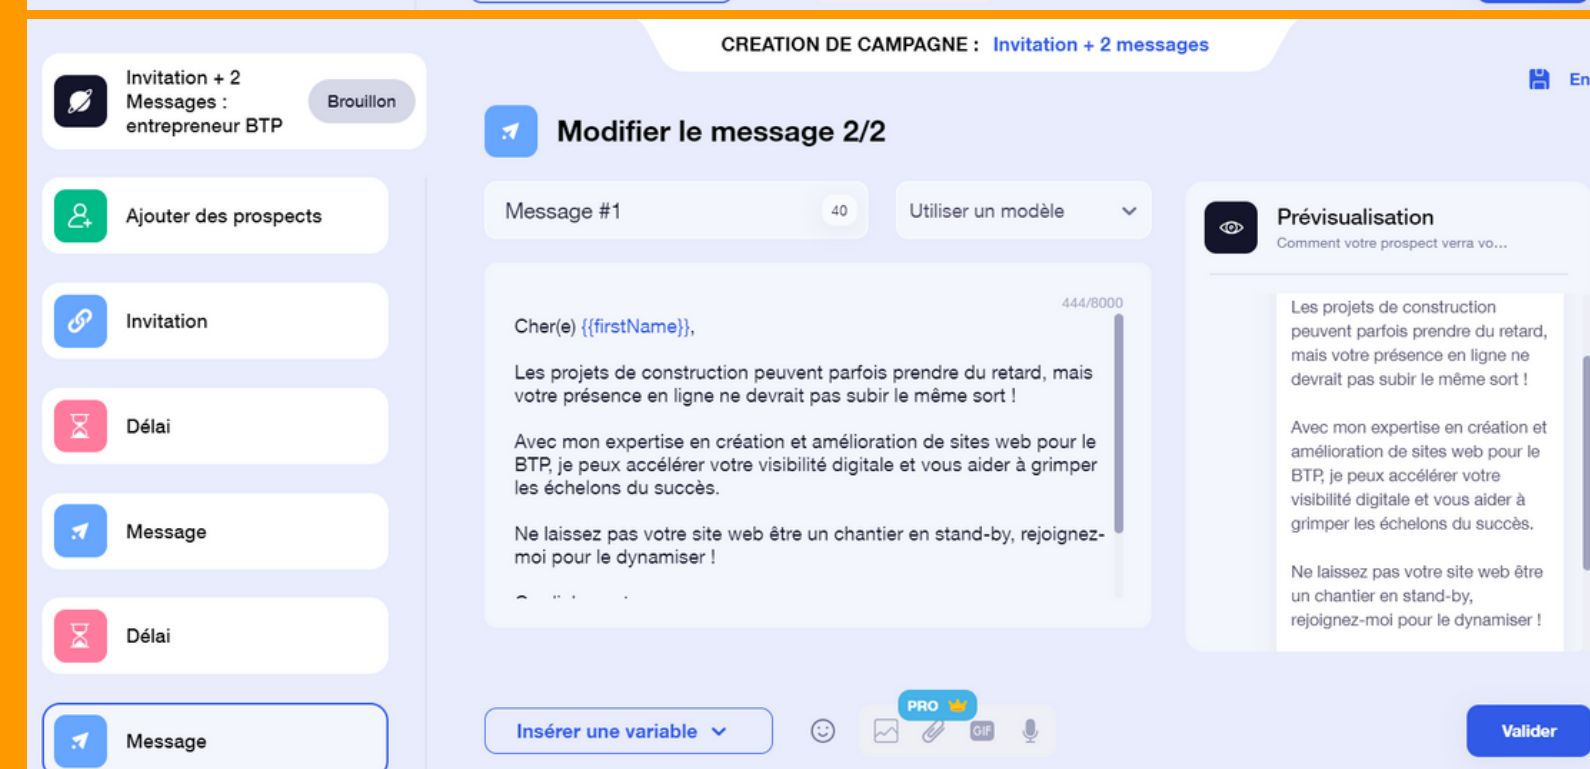 CREATION DE CAMPAGNE : Invitation + 2 messages
Invitation + 2
Messages :
entrepreneur BTP
Brouillon
En
Modifier le message 2/2
Ajouter des prospects
Invitation
Délai
Message
Délai
Message
Message #1
40
Utiliser un modèle
444/8000
Cher(e) {{firstName}},
Les projets de construction peuvent parfois prendre du retard, mais
votre présence en ligne ne devrait pas subir le même sort !
Avec mon expertise en création et amélioration de sites web pour le
BTP, je peux accélérer votre visibilité digitale et vous aider à grimper
les échelons du succès.
Ne laissez pas votre site web être un chantier en stand-by, rejoignez-
moi pour le dynamiser !
Insérer une variable
PRO
GIF
Prévisualisation
Comment votre prospect verra vo...
Les projets de construction
peuvent parfois prendre du retard,
mais votre présence en ligne ne
devrait pas subir le même sort !
Avec mon expertise en création et
amélioration de sites web pour le
BTP, je peux accélérer votre
visibilité digitale et vous aider à
grimper les échelons du succès.
Ne laissez pas votre site web être
un chantier en stand-by,
rejoignez-moi pour le dynamiser !
Valider